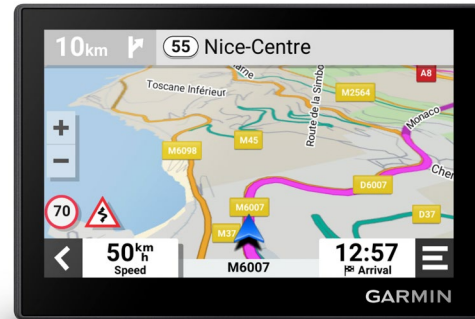 10km 55 Nice-Centre
A8
Toscane Inférieur
Route de la Simbo
M2564
+
Monaco
M45
M6098
−
Cher
D6007
70
M6007
D37
M37
50 km/h
Speed
M6007
12:57
Arrival
GARMIN